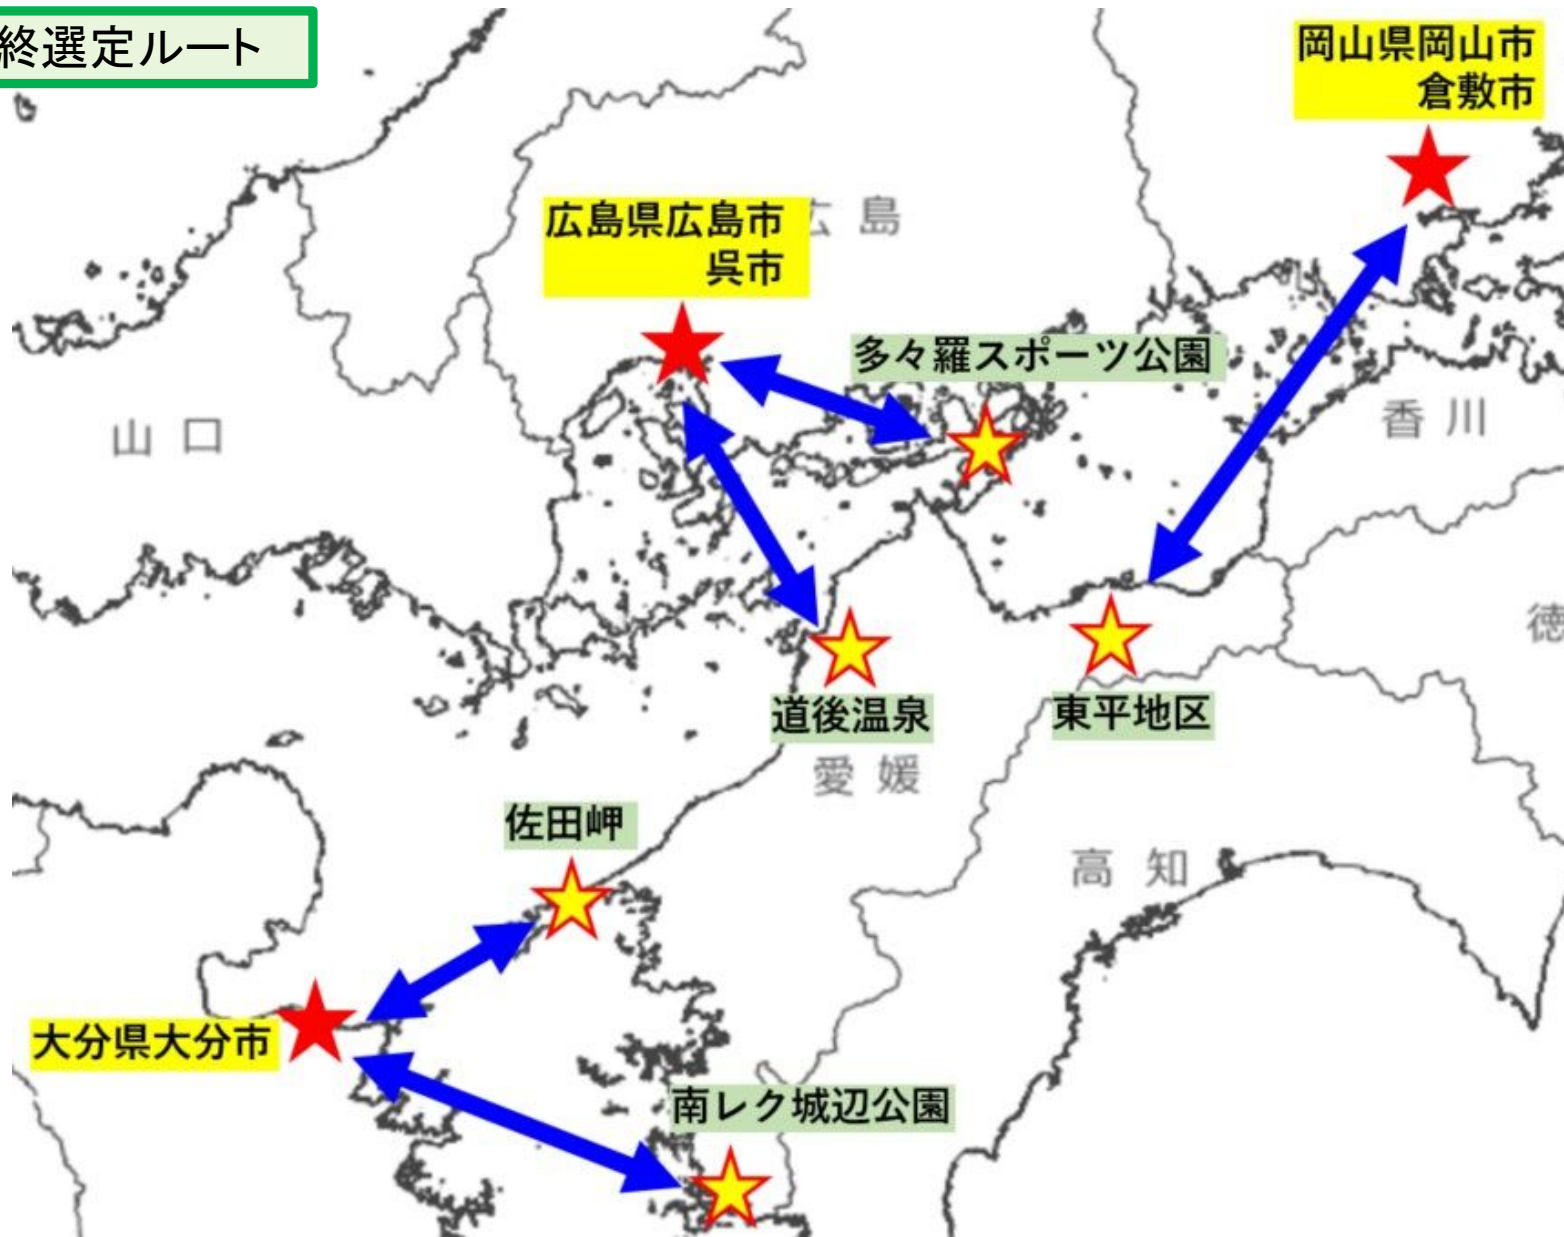 終選定ルート
岡山県岡山市
倉敷市
広島県広島市
呉市
広島
多々羅スポーツ公園
山口
香川
徳
道後温泉
東平地区
愛媛
佐田岬
高知
大分県大分市
南レク城辺公園